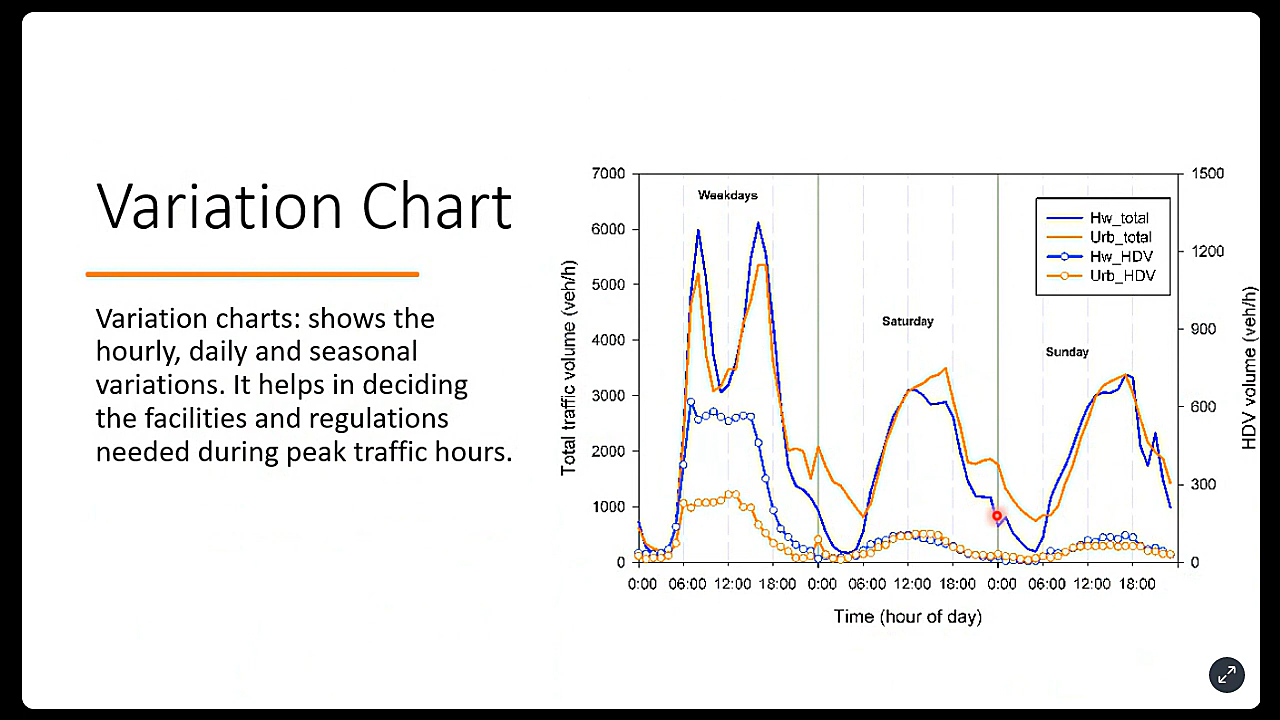 Variation Chart
Variation charts: shows the
hourly, daily and seasonal
variations. It helps in deciding
the facilities and regulations
needed during peak traffic hours.
7000
6000
5000
4000
3000
2000
1000
0
Total traffic volume (veh/h)
Weekdays
Saturday
Sunday
Hw_total
Urb_total
Hw_HDV
Urb_HDV
1500
1200
900
600
300
0
HDV volume (veh/h)
0:00 06:00 12:00 18:00 0:00 06:00 12:00 18:00 0:00 06:00 12:00 18:00
Time (hour of day)